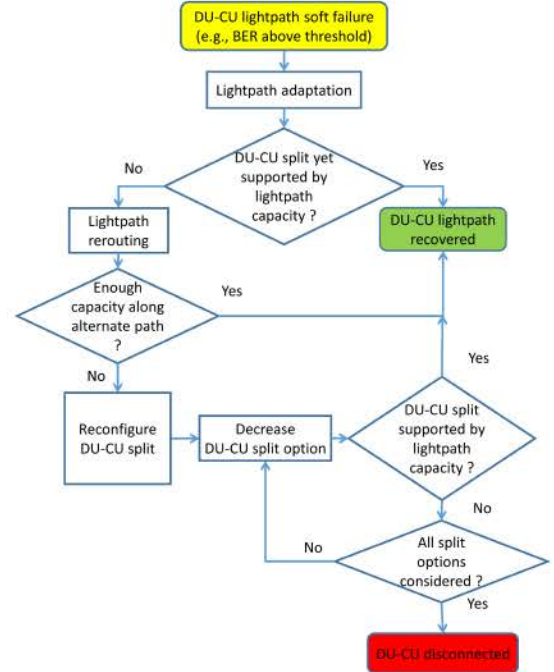 DU-CU lightpath soft failure
(e.g., BER above threshold)
Lightpath adaptation
No
DU-CU split yet
supported by
lightpath
capacity ?
Yes
Lightpath
rerouting
DU-CU lightpath
recovered
Enough
capacity along
alternate path
?
Yes
No
Yes
Reconfigure
DU-CU split
Decrease
DU-CU split option
DU-CU split
supported by
lightpath
capacity ?
No
No
All split
options
considered ?
Yes
DU-CU disconnected